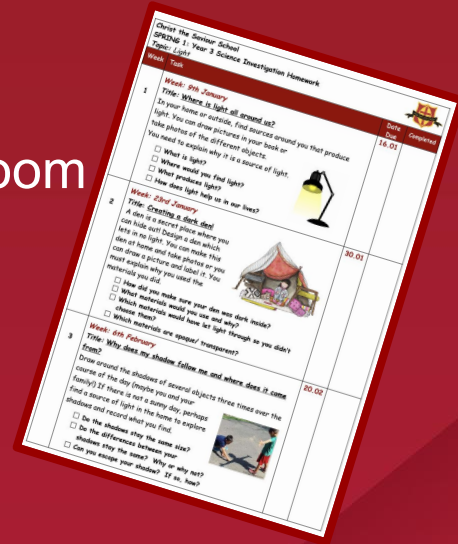 oom
Christ the Saviour School
SPRING 1: Year 3 Science Investigation Homework
Topic: Light
Week Task
Date Due
Completed
1
Week: 9th January
Title: Where is light all around us?
In your home or outside, find sources around you that produce
light. You can draw pictures in your book or
take photos of the different objects.
You need to explain why it is a source of light.
☐ What is light?
☐ Where would you find light?
☐ What produces light?
☐ How does light help us in our lives?
16.01
2
Week: 23rd January
Title: Creating a dark den!
A den is a secret place where you
can hide out! Design a den which
lets in no light. You can make this
den at home and take photos or you
can draw a picture and label it. You
must explain why you used the
materials you did.
☐ How did you make sure your den was dark inside?
☐ What materials would you use and why?
☐ Which materials would have let light through so you didn't
choose them?
☐ Which materials are opaque/ transparent?
30.01
3
Week: 6th February
Title: Why does my shadow follow me and where does it come
from?
Draw around the shadows of several objects three times over the
course of the day (maybe you and your
family!) If there is not a sunny day, perhaps
find a source of light in the home to explore
shadows and record what you find.
☐ Do the shadows stay the same size?
☐ Do the differences between your
shadows stay the same? Why or why not?
☐ Can you escape your shadow? If so, how?
20.02